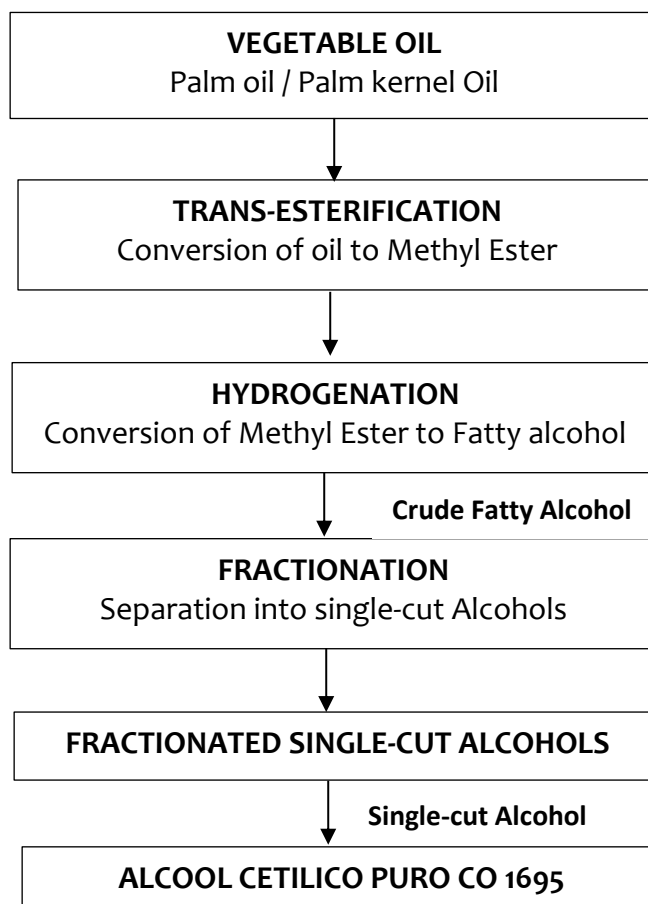 VEGETABLE OIL
Palm oil / Palm kernel Oil
TRANS-ESTERIFICATION
Conversion of oil to Methyl Ester
HYDROGENATION
Conversion of Methyl Ester to Fatty alcohol
Crude Fatty Alcohol
FRACTIONATION
Separation into single-cut Alcohols
FRACTIONATED SINGLE-CUT ALCOHOLS
Single-cut Alcohol
ALCOOL CETILICO PURO CO 1695